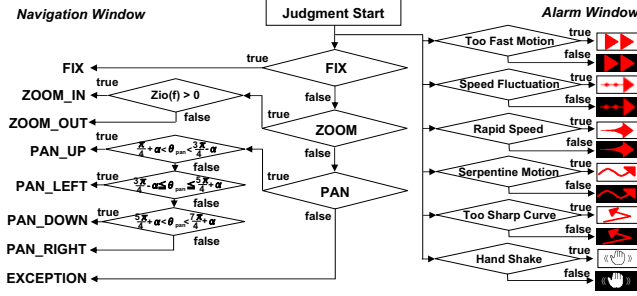 Navigation Window
Judgment Start
Alarm Window
true
Too Fast Motion
true
false
FIX
FIX
true
false
Speed Fluctuation
true
false
ZOOM_IN
Zio(f) > 0
true
false
ZOOM_OUT
ZOOM
Rapid Speed
true
false
PAN_UP
true
π/4 + α < θpan < 3π/4 - α
true
false
PAN_LEFT
true
3π/4 - α ≤ θpan ≤ 5π/4 + α
false
PAN
false
Serpentine Motion
true
false
PAN_DOWN
true
5π/4 + α < θpan < 7π/4 + α
false
Too Sharp Curve
true
false
PAN_RIGHT
false
Hand Shake
true
false
EXCEPTION